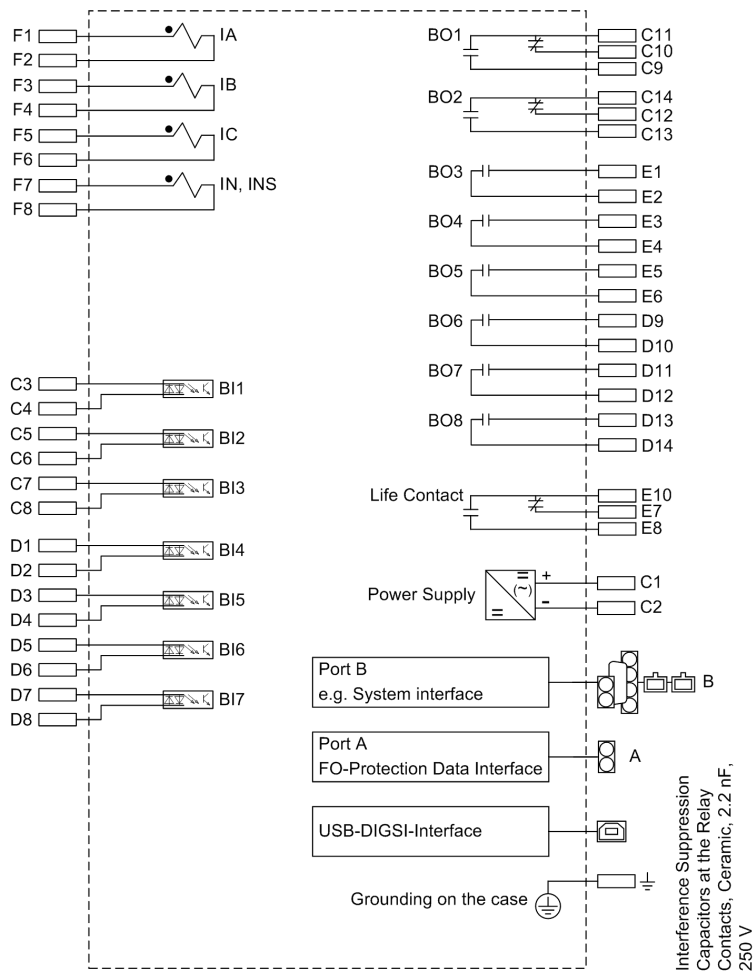 F1
IA
F2
F3
IB
F4
F5
IC
F6
F7
IN, INS
F8
C3
BI1
C4
C5
BI2
C6
C7
BI3
C8
D1
BI4
D2
D3
BI5
D4
D5
BI6
D6
D7
BI7
D8
BO1
C11
C10
C9
BO2
C14
C12
C13
BO3
E1
E2
BO4
E3
E4
BO5
E5
E6
BO6
D9
D10
BO7
D11
D12
BO8
D13
D14
Life Contact
E10
E7
E8
Power Supply
=
(~)
=
+
-
C1
C2
Port B
e.g. System interface
B
Port A
FO-Protection Data Interface
A
USB-DIGSI-Interface
Grounding on the case
Interference Suppression
Capacitors at the Relay
Contacts, Ceramic, 2.2 nF,
250 V